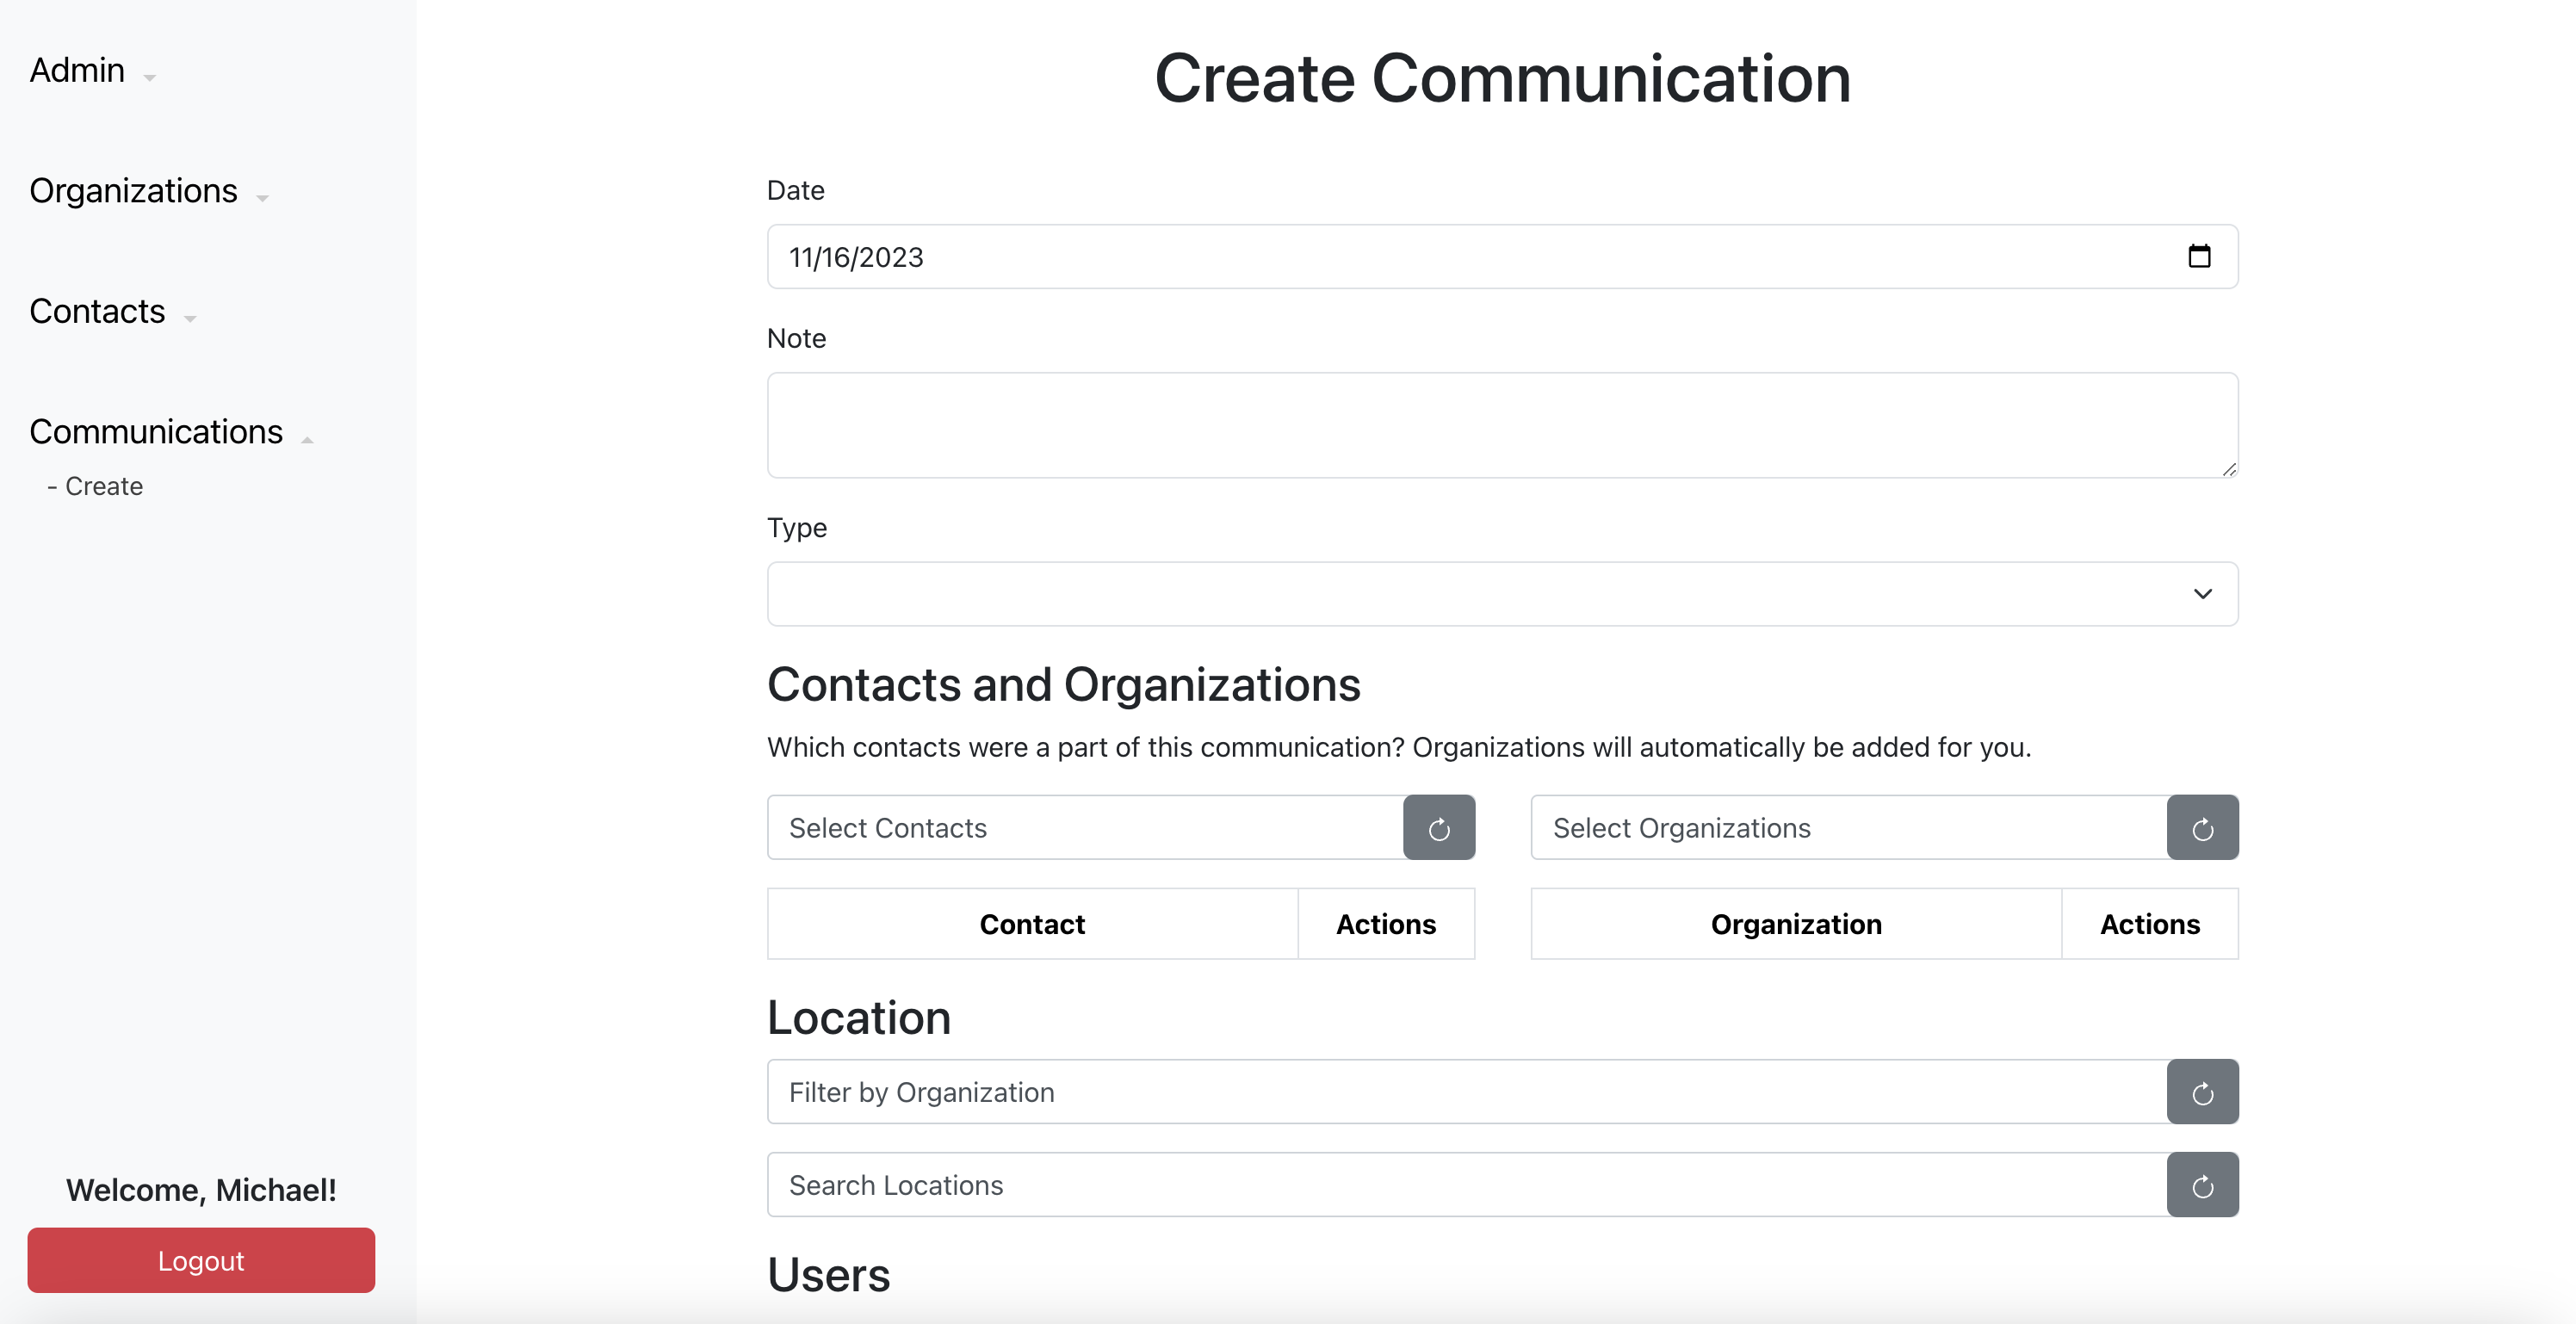 Admin
Organizations
Contacts
Communications
- Create
Welcome, Michael!
Logout
Create Communication
Date
11/16/2023
Note
Type
Contacts and Organizations
Which contacts were a part of this communication? Organizations will automatically be added for you.
Select Contacts
Select Organizations
Contact Actions
Organization Actions
Location
Filter by Organization
Search Locations
Users